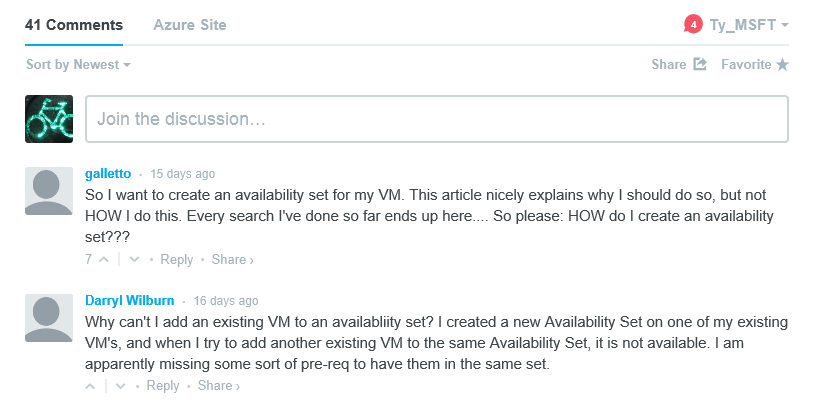 41 Comments Azure Site 4 Ty_MSFT
Sort by Newest Share Favorite
Join the discussion…
galletto · 15 days ago
So I want to create an availability set for my VM. This article nicely explains why I should do so, but not
HOW I do this. Every search I've done so far ends up here.... So please: HOW do I create an availability
set???
7 Reply · Share ›
Darryl Wilburn · 16 days ago
Why can't I add an existing VM to an availabliity set? I created a new Availability Set on one of my existing
VM's, and when I try to add another existing VM to the same Availability Set, it is not available. I am
apparently missing some sort of pre-req to have them in the same set.
Reply · Share ›